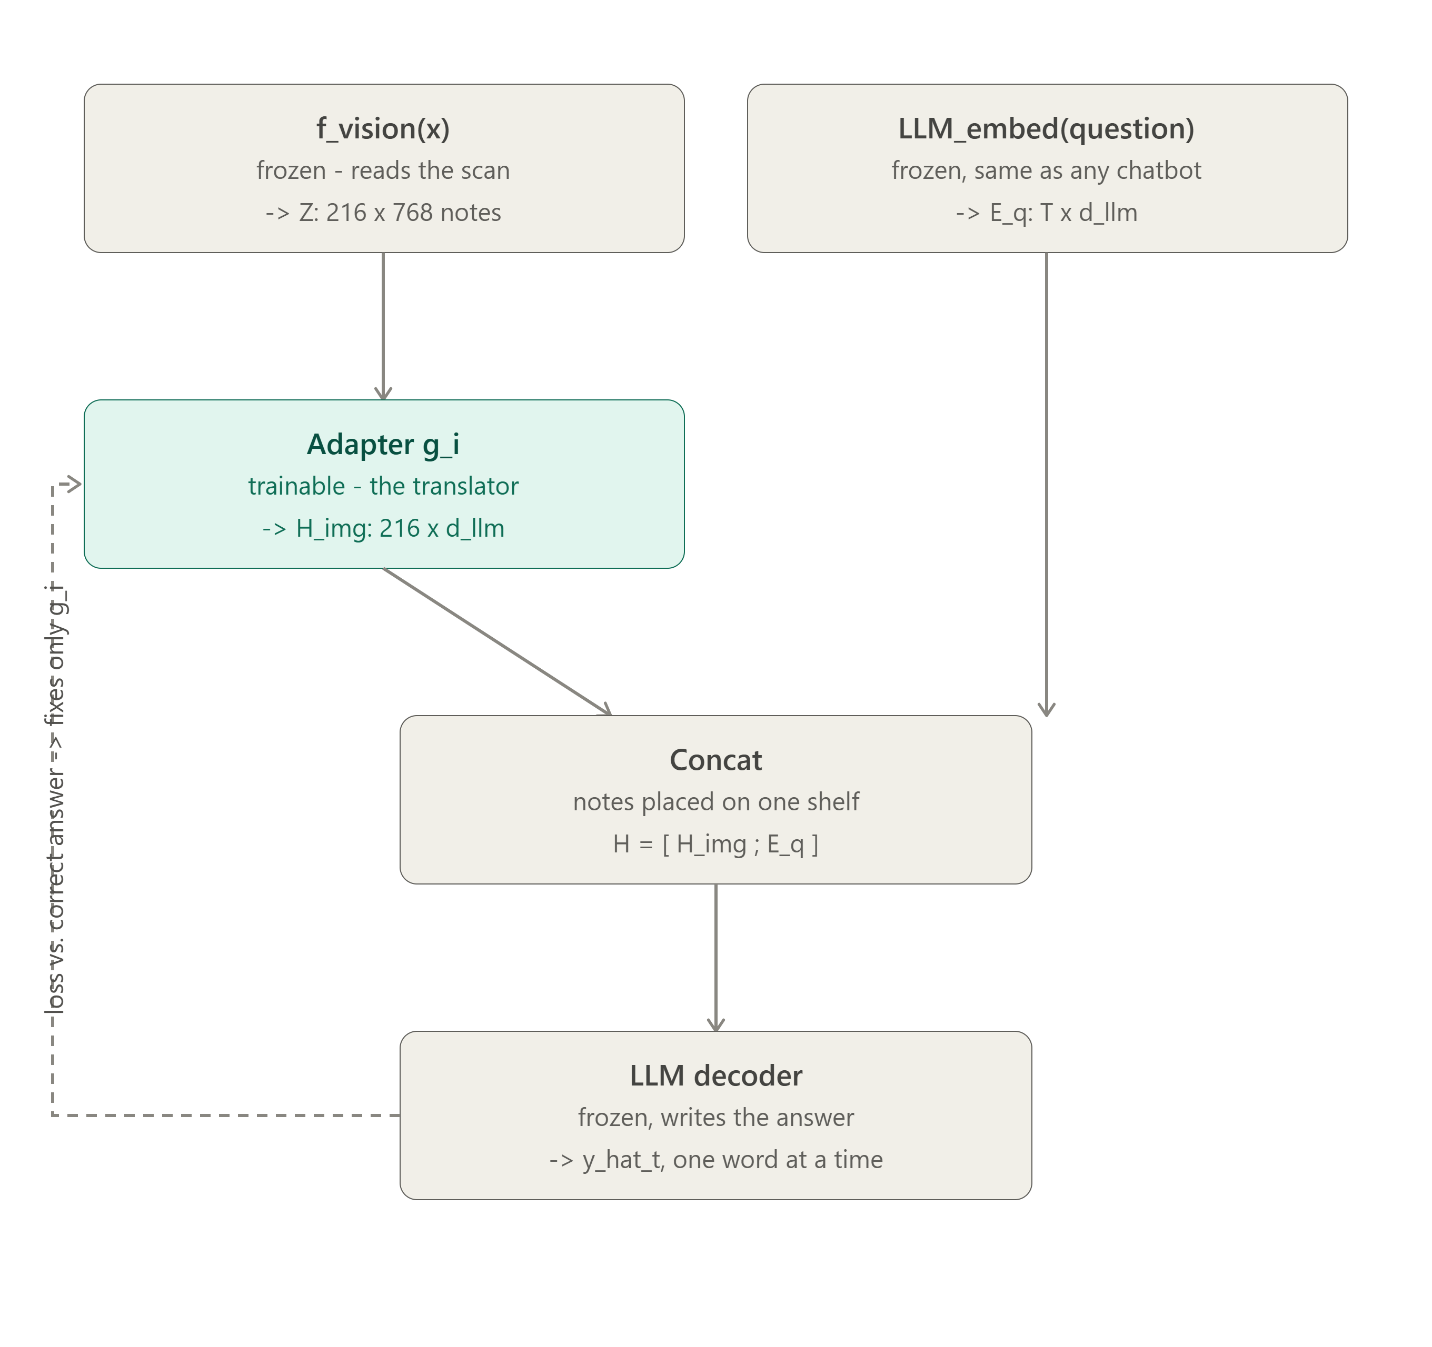 f_vision(x)
frozen - reads the scan
-> Z: 216 x 768 notes
LLM_embed(question)
frozen, same as any chatbot
-> E_q: T x d_llm
Adapter g_i
trainable - the translator
-> H_img: 216 x d_llm
loss vs. correct answer -> fixes only g_i
Concat
notes placed on one shelf
H = [ H_img ; E_q ]
LLM decoder
frozen, writes the answer
-> y_hat_t, one word at a time